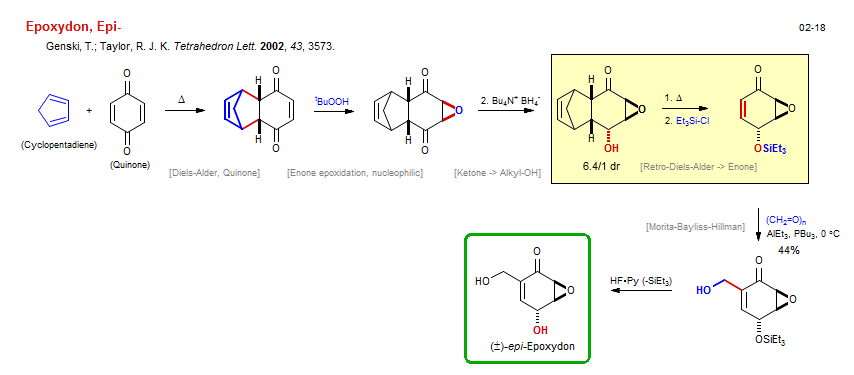 Epoxydon, Epi-
02-18
Genski, T.; Taylor, R. J. K. Tetrahedron Lett. 2002, 43, 3573.
(Cyclopentadiene)
+
O
O
(Quinone)
Δ
[Diels-Alder, Quinone]
H
O
H
O
tBuOOH
[Enone epoxidation, nucleophilic]
H
O
O
H
O
2. Bu4N+ BH4-
[Ketone -> Alkyl-OH]
H
O
O
H
OH
6.4/1 dr
1. Δ
2. Et3Si-Cl
[Retro-Diels-Alder -> Enone]
O
O
OSiEt3
[Morita-Bayliss-Hillman]
(CH2=O)n
AlEt3, PBu3, 0 °C
44%
O
HO
O
OSiEt3
HF•Py (-SiEt3)
O
HO
O
OH
(±)-epi-Epoxydon